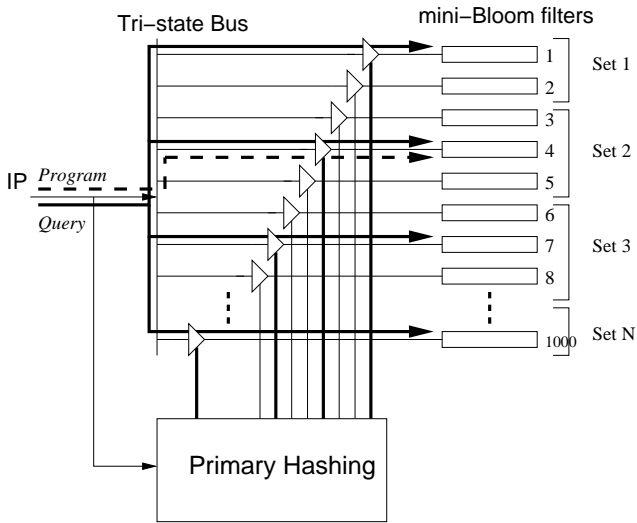 mini-Bloom filters
Tri-state Bus
1
Set 1
2
3
4
Set 2
IP
Program
5
Query
6
7
Set 3
8
1000
Set N
Primary Hashing